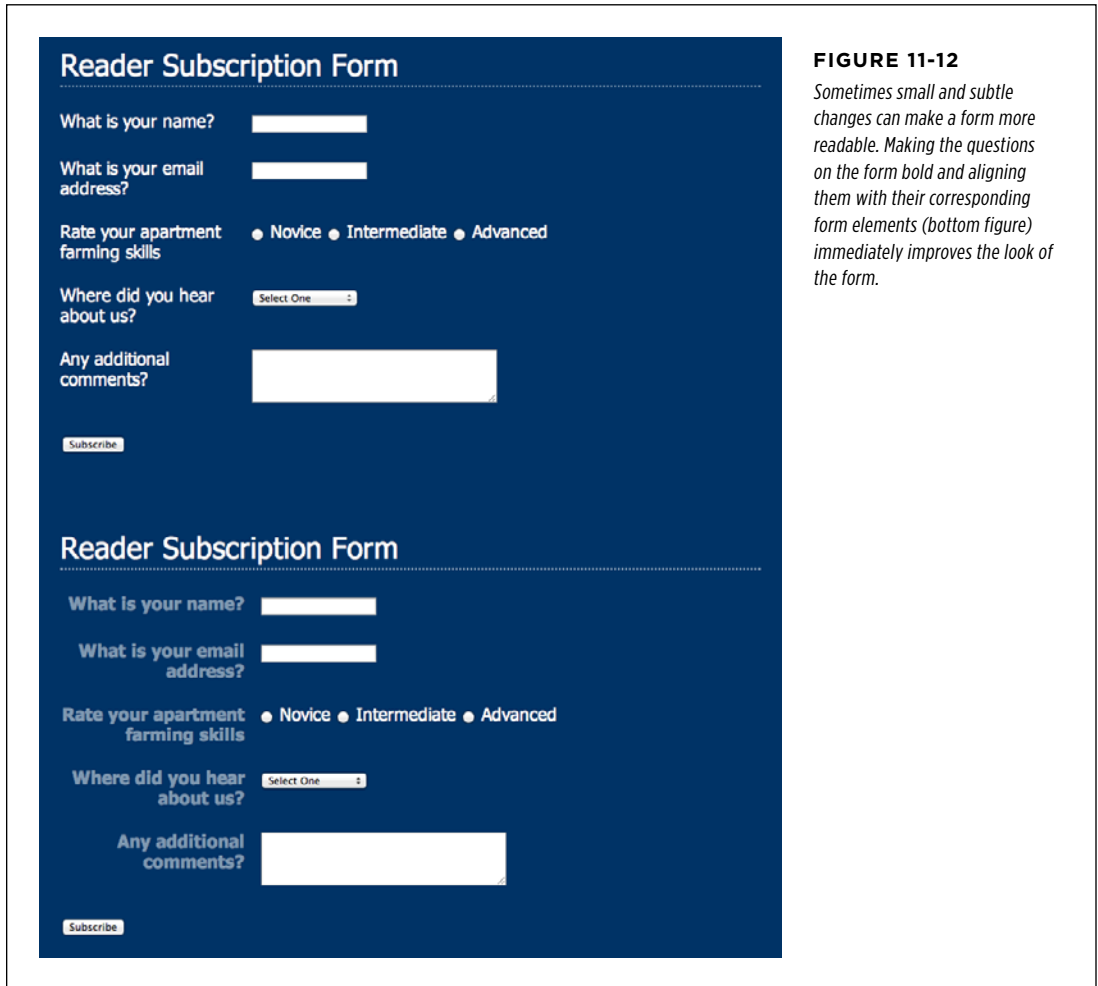 Reader Subscription Form
What is your name?
What is your email
address?
Rate your apartment
farming skills
Novice Intermediate Advanced
Where did you hear
about us?
Select One
Any additional
comments?
Subscribe
Reader Subscription Form
What is your name?
What is your email
address?
Rate your apartment
farming skills
Novice Intermediate Advanced
Where did you hear
about us?
Select One
Any additional
comments?
Subscribe
FIGURE 11-12
Sometimes small and subtle
changes can make a form more
readable. Making the questions
on the form bold and aligning
them with their corresponding
form elements (bottom figure)
immediately improves the look of
the form.